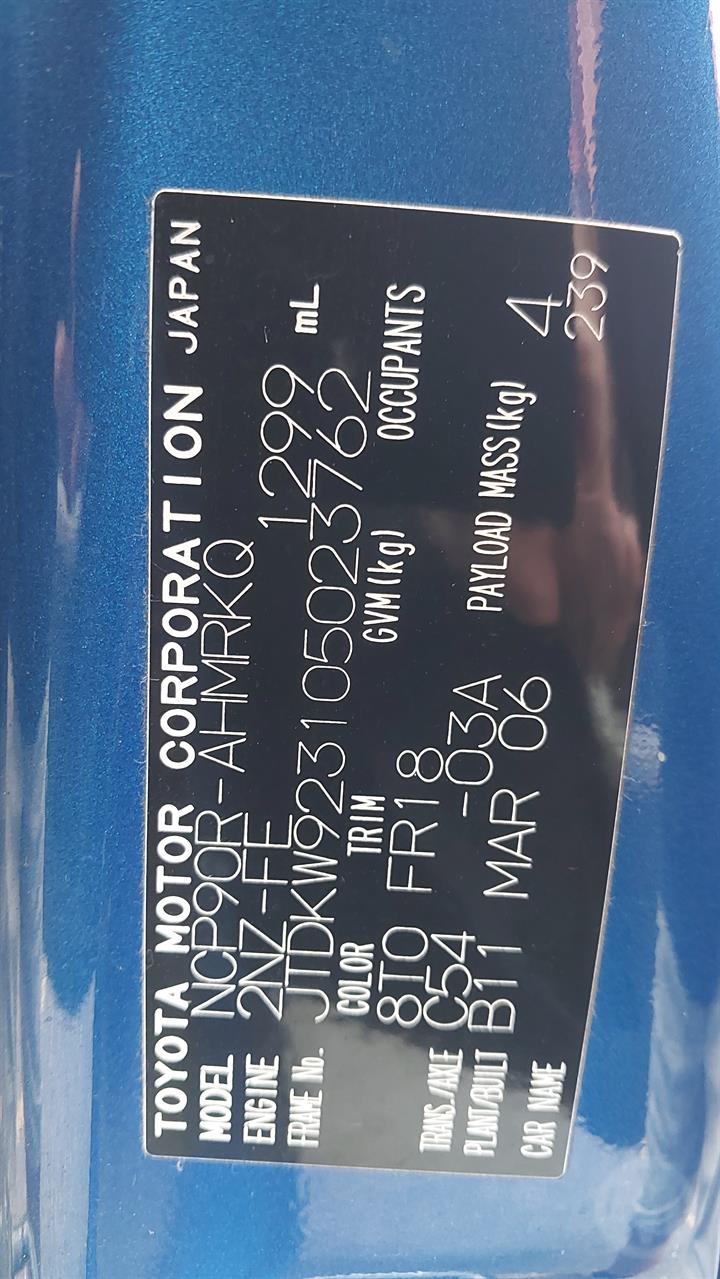 TOYOTA MOTOR CORPORATION JAPAN
MODEL NCP90R-AHMRKQ
ENGINE 2NZ-FE 1299 mL
FRAME No. JTDKW923105023762
COLOR TRIM GVM(kg) OCCUPANTS
8T0 FR18
TRANS./AXLE C54 -03A PAYLOAD MASS(kg) 4
PLANT/BUILT B11 MAR 06 239
CAR NAME